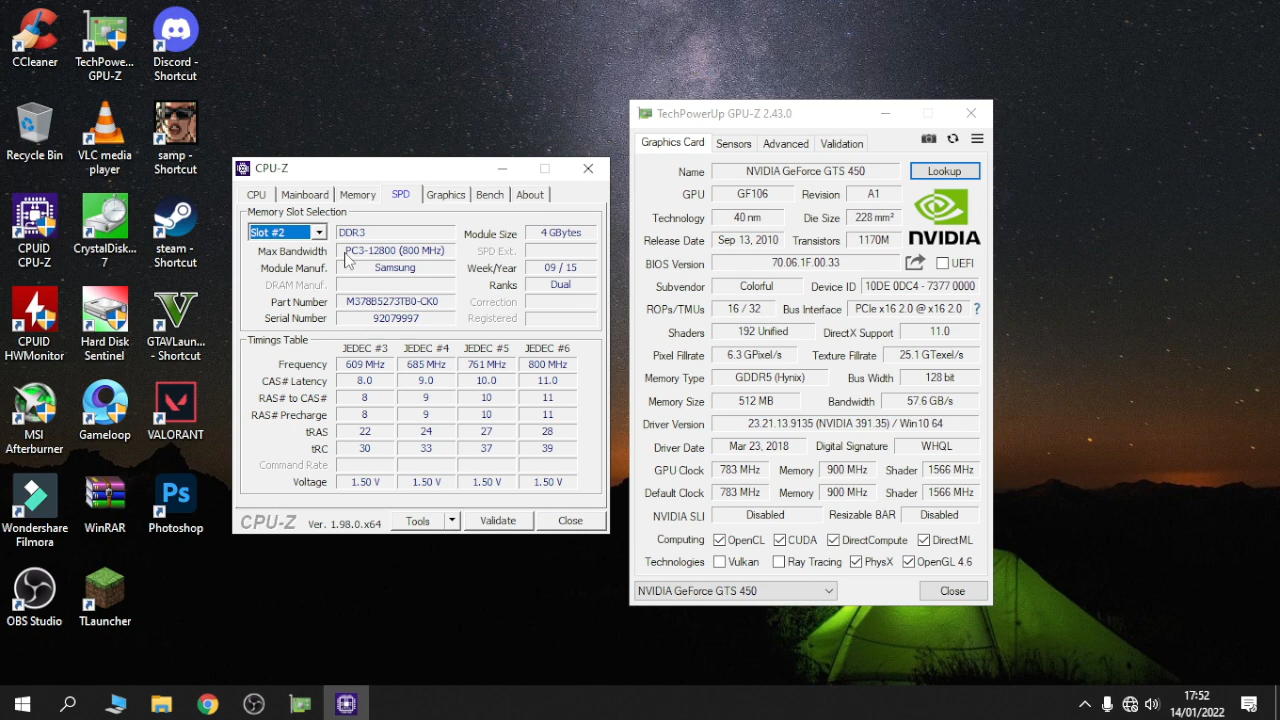 CCleaner
TechPowe... GPU-Z
Discord - Shortcut
Recycle Bin
VLC media player
samp - Shortcut
CPUID CPU-Z
CrystalDisk... 7
steam - Shortcut
CPUID HWMonitor
Hard Disk Sentinel
GTAVLaun... - Shortcut
MSI Afterburner
Gameloop
VALORANT
Wondershare Filmora
WinRAR
Ps
Photoshop
OBS Studio
TLauncher
CPU-Z
CPU Mainboard Memory SPD Graphics Bench About
Memory Slot Selection
Slot #2 DDR3 Module Size 4 GBytes
Max Bandwidth PC3-12800 (800 MHz) SPD Ext.
Module Manuf. Samsung Week/Year 09 / 15
DRAM Manuf. Ranks Dual
Part Number M378B5273TB0-CK0 Correction
Serial Number 92079997 Registered
Timings Table
JEDEC #3 JEDEC #4 JEDEC #5 JEDEC #6
Frequency 609 MHz 685 MHz 761 MHz 800 MHz
CAS# Latency 8.0 9.0 10.0 11.0
RAS# to CAS# 8 9 10 11
RAS# Precharge 8 9 10 11
tRAS 22 24 27 28
tRC 30 33 37 39
Command Rate
Voltage 1.50 V 1.50 V 1.50 V 1.50 V
CPU-Z Ver. 1.98.0.x64 Tools Validate Close
TechPowerUp GPU-Z 2.43.0
Graphics Card Sensors Advanced Validation
Name NVIDIA GeForce GTS 450 Lookup
GPU GF106 Revision A1
Technology 40 nm Die Size 228 mm²
Release Date Sep 13, 2010 Transistors 1170M
NVIDIA
BIOS Version 70.06.1F.00.33 UEFI
Subvendor Colorful Device ID 10DE 0DC4 - 7377 0000
ROPs/TMUs 16 / 32 Bus Interface PCIe x16 2.0 @ x16 2.0 ?
Shaders 192 Unified DirectX Support 11.0
Pixel Fillrate 6.3 GPixel/s Texture Fillrate 25.1 GTexel/s
Memory Type GDDR5 (Hynix) Bus Width 128 bit
Memory Size 512 MB Bandwidth 57.6 GB/s
Driver Version 23.21.13.9135 (NVIDIA 391.35) / Win10 64
Driver Date Mar 23, 2018 Digital Signature WHQL
GPU Clock 783 MHz Memory 900 MHz Shader 1566 MHz
Default Clock 783 MHz Memory 900 MHz Shader 1566 MHz
NVIDIA SLI Disabled Resizable BAR Disabled
Computing OpenCL CUDA DirectCompute DirectML
Technologies Vulkan Ray Tracing PhysX OpenGL 4.6
NVIDIA GeForce GTS 450 Close
17:52
14/01/2022